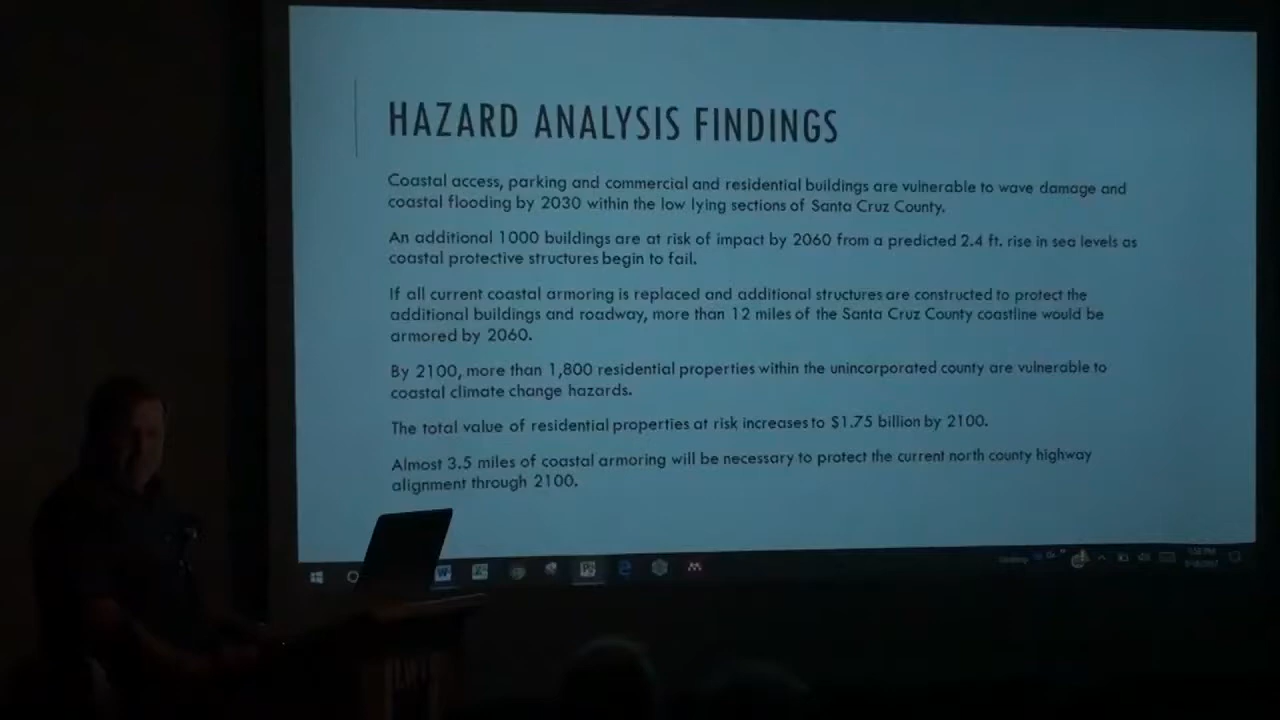 HAZARD ANALYSIS FINDINGS
Coastal access, parking and commercial and residential buildings are vulnerable to wave damage and
coastal flooding by 2030 within the low lying sections of Santa Cruz County.
An additional 1000 buildings are at risk of impact by 2060 from a predicted 2.4 ft. rise in sea levels as
coastal protective structures begin to fail.
If all current coastal armoring is replaced and additional structures are constructed to protect the
additional buildings and roadway, more than 12 miles of the Santa Cruz County coastline would be
armored by 2060.
By 2100, more than 1,800 residential properties within the unincorporated county are vulnerable to
coastal climate change hazards.
The total value of residential properties at risk increases to $1.75 billion by 2100.
Almost 3.5 miles of coastal armoring will be necessary to protect the current north county highway
alignment through 2100.